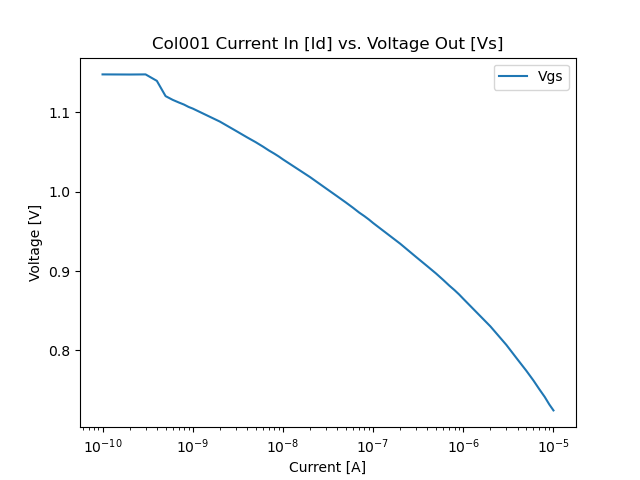 Col001 Current In [Id] vs. Voltage Out [Vs]
Vgs
1.1
1.0
0.9
0.8
Voltage [V]
10⁻¹⁰ 10⁻⁹ 10⁻⁸ 10⁻⁷ 10⁻⁶ 10⁻⁵
Current [A]